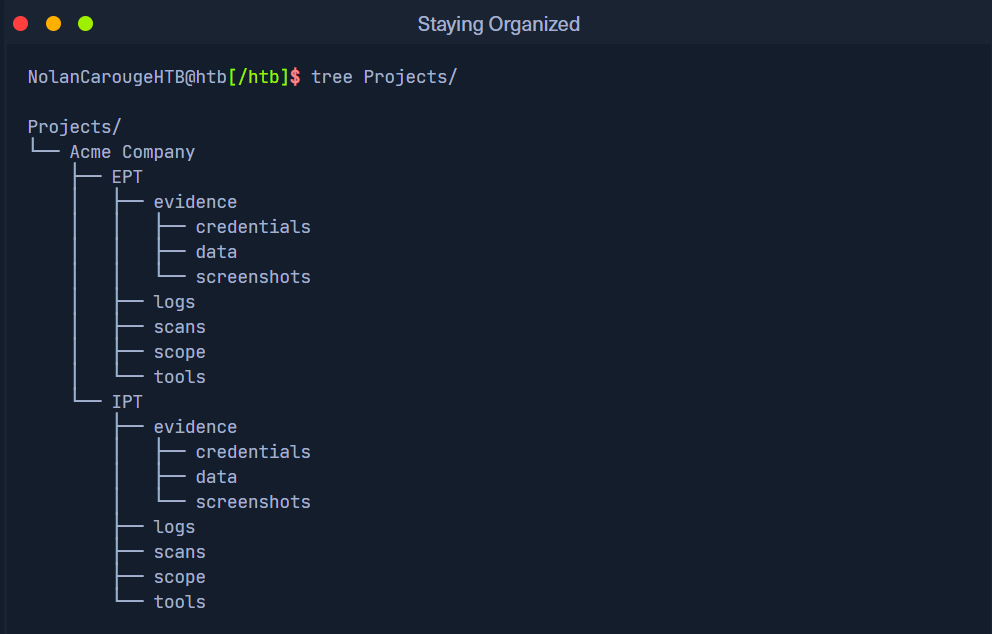 Staying Organized
NolanCarougeHTB@htb[/htb]$ tree Projects/
Projects/
└── Acme Company
    ├── EPT
    │   ├── evidence
    │   │   ├── credentials
    │   │   ├── data
    │   │   └── screenshots
    │   ├── logs
    │   ├── scans
    │   ├── scope
    │   └── tools
    └── IPT
        ├── evidence
        │   ├── credentials
        │   ├── data
        │   └── screenshots
        ├── logs
        ├── scans
        ├── scope
        └── tools